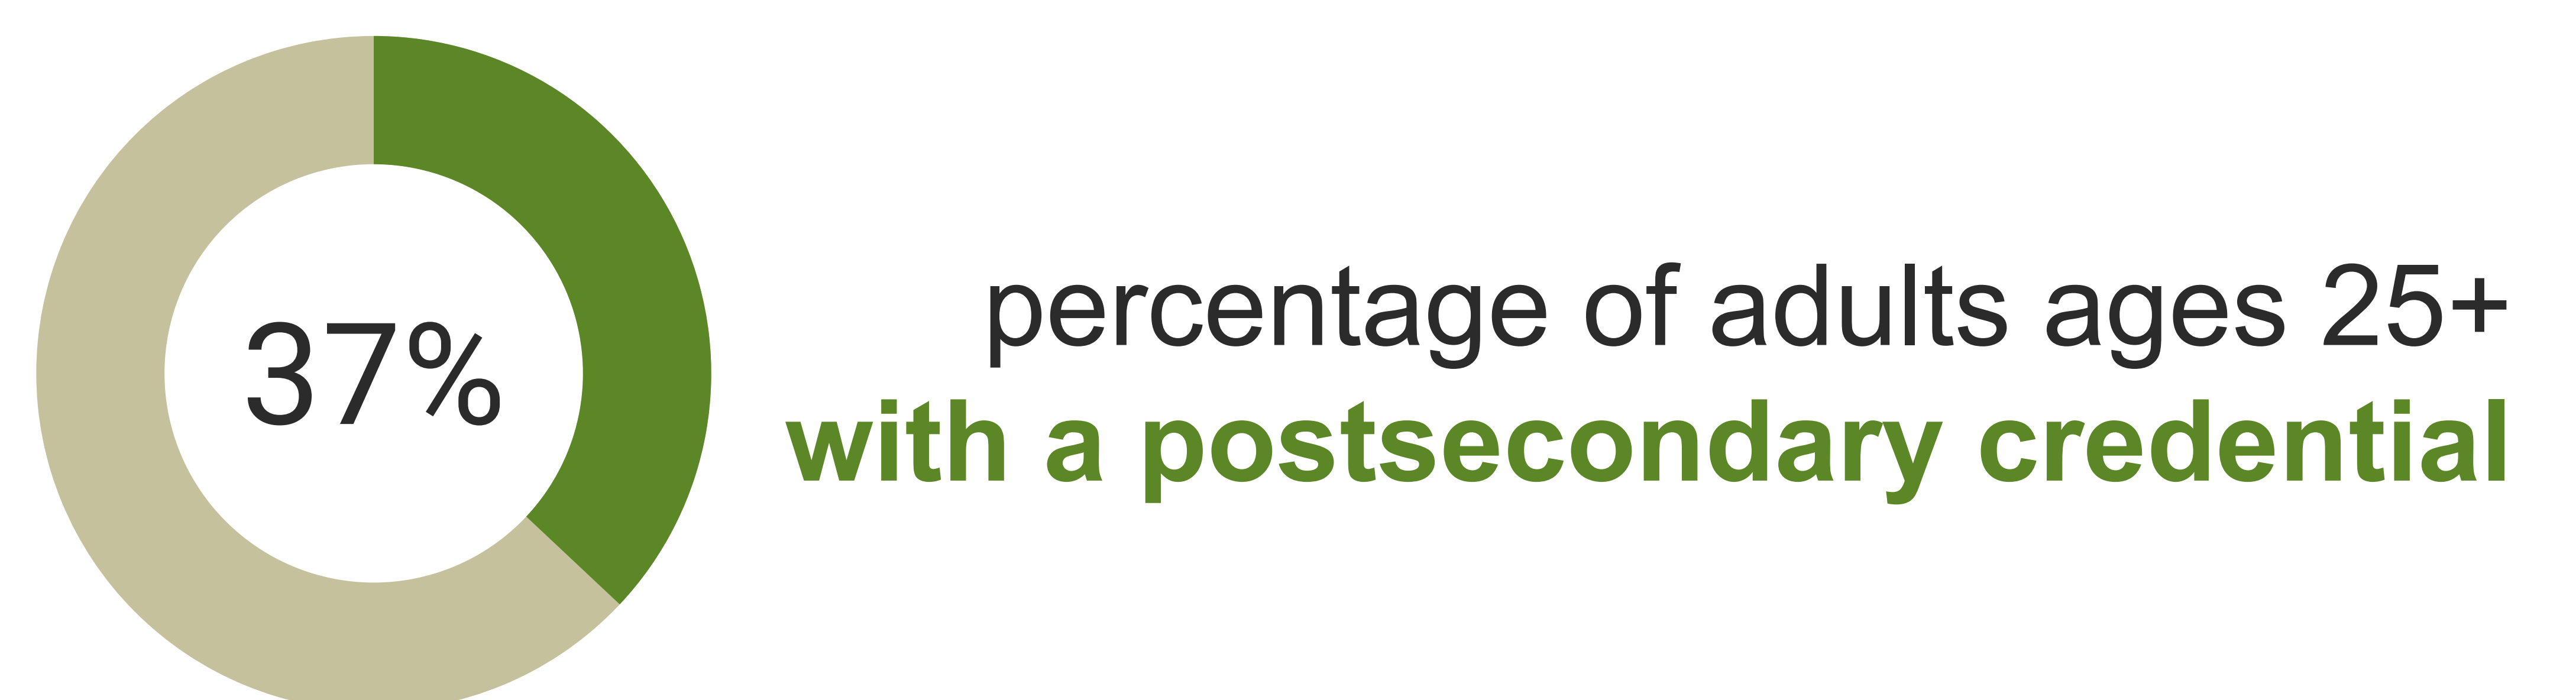 37%
percentage of adults ages 25+
with a postsecondary credential